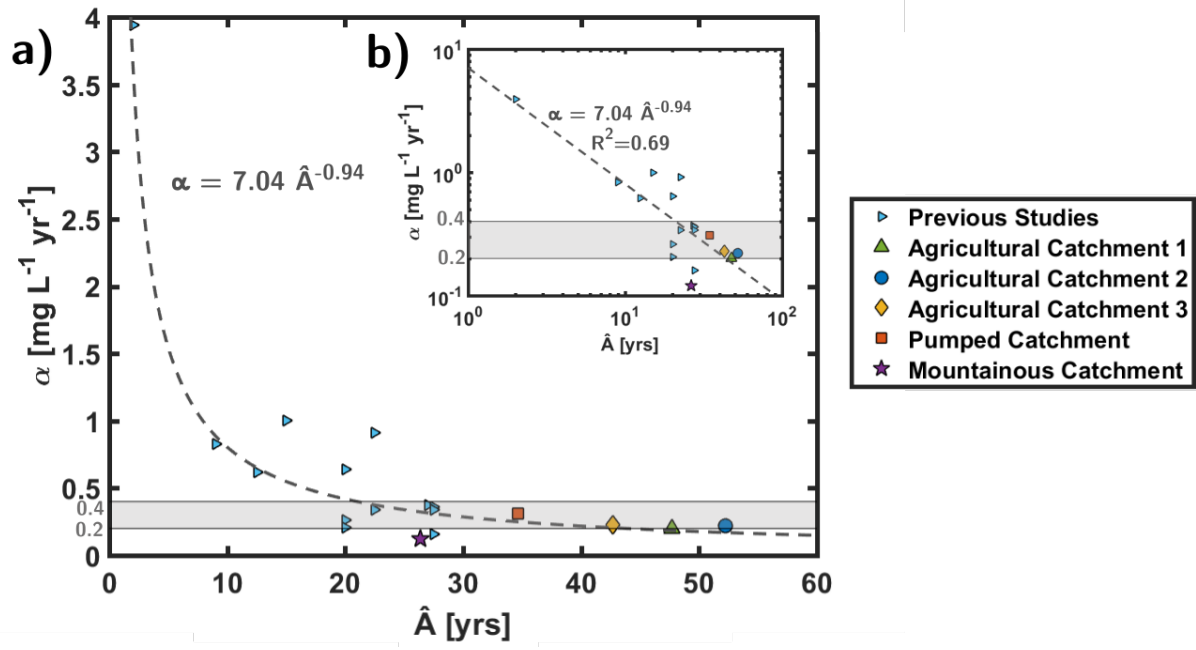 a)
4
3.5
3
2.5
2
1.5
1
0.5
0.4
0.2
0
α [mg L⁻¹ yr⁻¹]
α = 7.04 Â⁻⁰·⁹⁴
0 10 20 30 40 50 60
Â [yrs]
b)
10¹
10⁰
0.4
0.2
10⁻¹
α [mg L⁻¹ yr⁻¹]
α = 7.04 Â⁻⁰·⁹⁴
R²=0.69
10⁰ 10¹ 10²
Â [yrs]
Previous Studies
Agricultural Catchment 1
Agricultural Catchment 2
Agricultural Catchment 3
Pumped Catchment
Mountainous Catchment